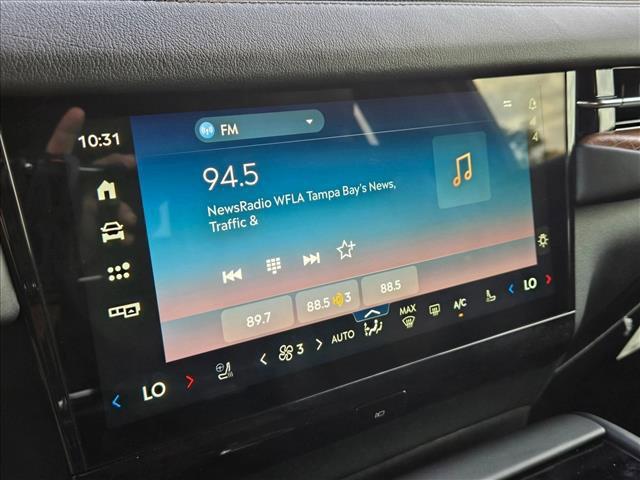 10:31
FM
94.5
NewsRadio WFLA Tampa Bay's News,
Traffic &
89.7
88.5
3
88.5
LO
3
AUTO
MAX
A/C
LO